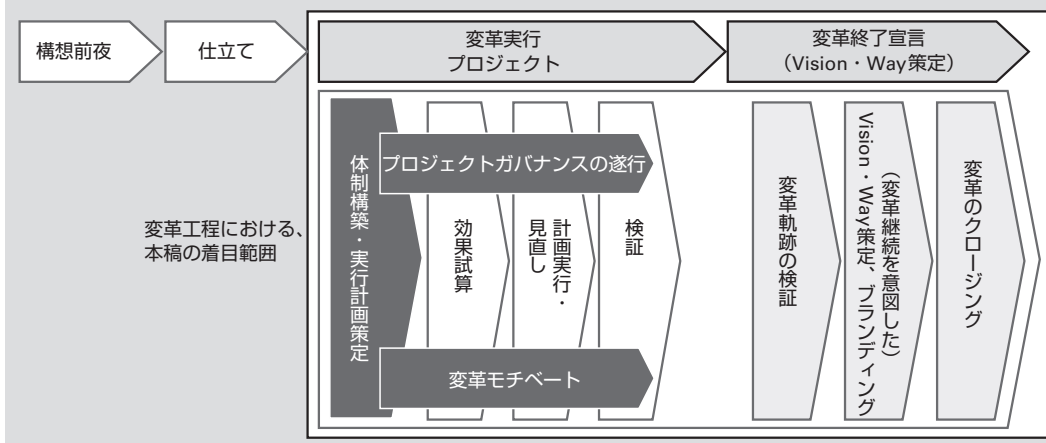 構想前夜
仕立て
変革実行
プロジェクト
変革終了宣言
（Vision・Way策定）
変革工程における、
本稿の着目範囲
体制構築・実行計画策定
プロジェクトガバナンスの遂行
効果試算
計画実行・
見直し
検証
変革モチベート
変革軌跡の検証
（変革継続を意図した）
Vision・Way策定、ブランディング
変革のクロージング